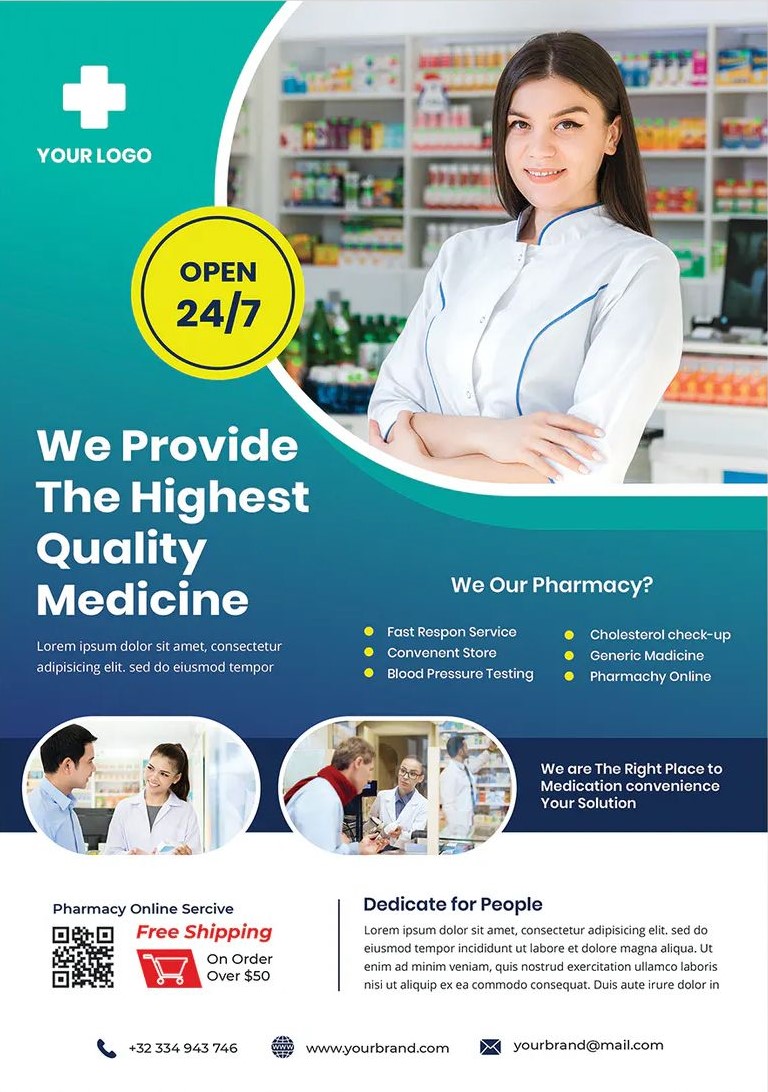 YOUR LOGO
OPEN
24/7
We Provide
The Highest
Quality
Medicine
Lorem ipsum dolor sit amet, consectetur
adipisicing elit. sed do eiusmod tempor
We Our Pharmacy?
Fast Respon Service
Convenent Store
Blood Pressure Testing
Cholesterol check-up
Generic Madicine
Pharmachy Online
We are The Right Place to
Medication convenience
Your Solution
Pharmacy Online Sercive
Free Shipping
On Order
Over $50
Dedicate for People
Lorem ipsum dolor sit amet, consectetur adipisicing elit. sed do
eiusmod tempor incididunt ut labore et dolore magna aliqua. Ut
enim ad minim veniam, quis nostrud exercitation ullamco laboris
nisi ut aliquip ex ea commodo consequat. Duis aute irure dolor in
+32 334 943 746
www.yourbrand.com
yourbrand@mail.com